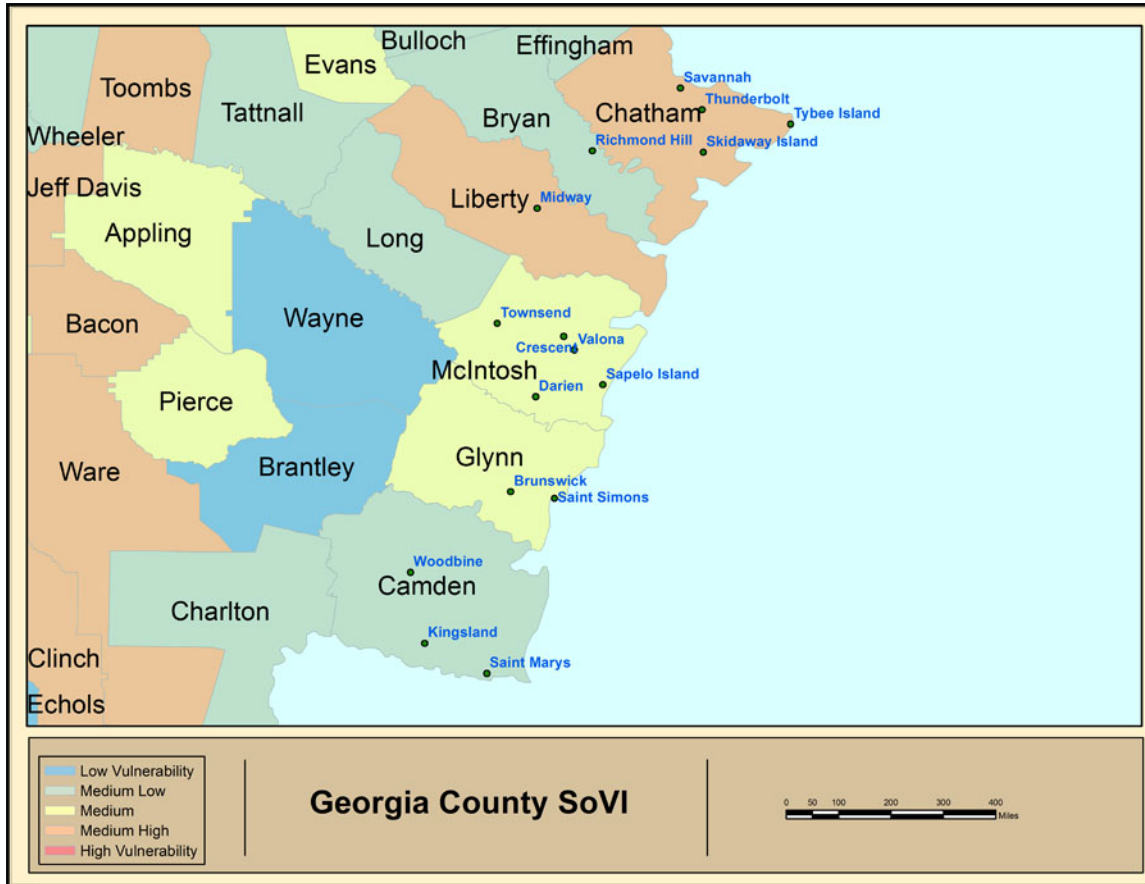 Bulloch
Effingham
Evans
Toombs
Savannah
Chatham
Thunderbolt
Tattnall
Bryan
Tybee Island
Wheeler
Richmond Hill
Skidaway Island
Jeff Davis
Liberty
Midway
Appling
Long
Wayne
Townsend
Bacon
Valona
Crescent
McIntosh
Sapelo Island
Darien
Pierce
Glynn
Ware
Brantley
Brunswick
Saint Simons
Woodbine
Camden
Charlton
Kingsland
Clinch
Saint Marys
Echols
Low Vulnerability
Medium Low
Medium
Medium High
High Vulnerability
Georgia County SoVI
0 50 100 200 300 400
Miles